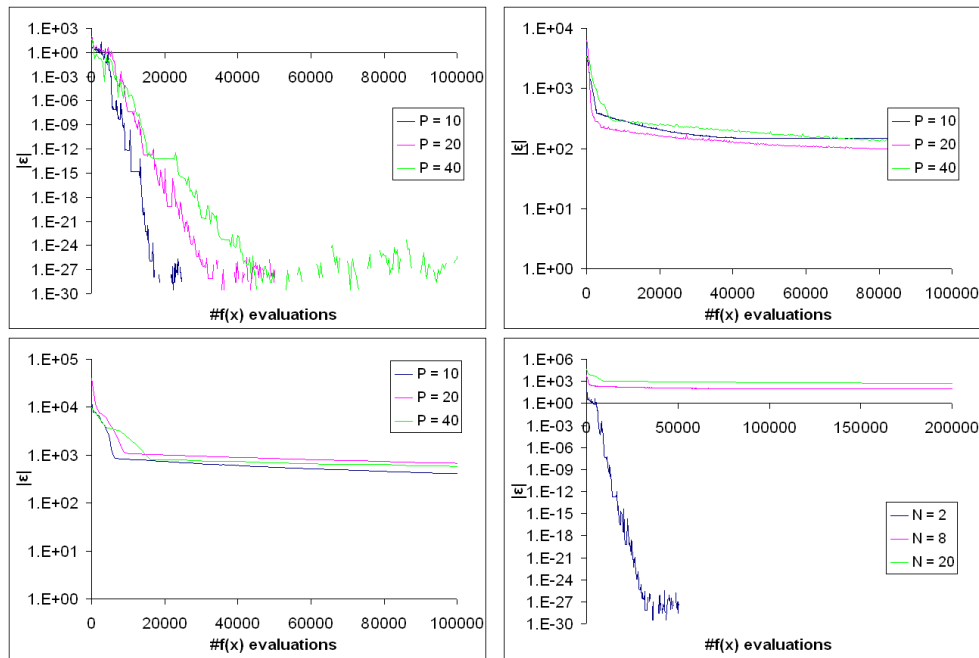 1.E+03
1.E+00
1.E-03
1.E-06
1.E-09
1.E-12
1.E-15
1.E-18
1.E-21
1.E-24
1.E-27
1.E-30
|ε|
0 20000 40000 60000 80000 100000
#f(x) evaluations
P = 10
P = 20
P = 40
1.E+04
1.E+03
1.E+02
1.E+01
1.E+00
|ε|
0 20000 40000 60000 80000 100000
#f(x) evaluations
P = 10
P = 20
P = 40
1.E+05
1.E+04
1.E+03
1.E+02
1.E+01
1.E+00
|ε|
0 20000 40000 60000 80000 100000
#f(x) evaluations
P = 10
P = 20
P = 40
1.E+06
1.E+03
1.E+00
1.E-03
1.E-06
1.E-09
1.E-12
1.E-15
1.E-18
1.E-21
1.E-24
1.E-27
1.E-30
|ε|
0 50000 100000 150000 200000
#f(x) evaluations
N = 2
N = 8
N = 20